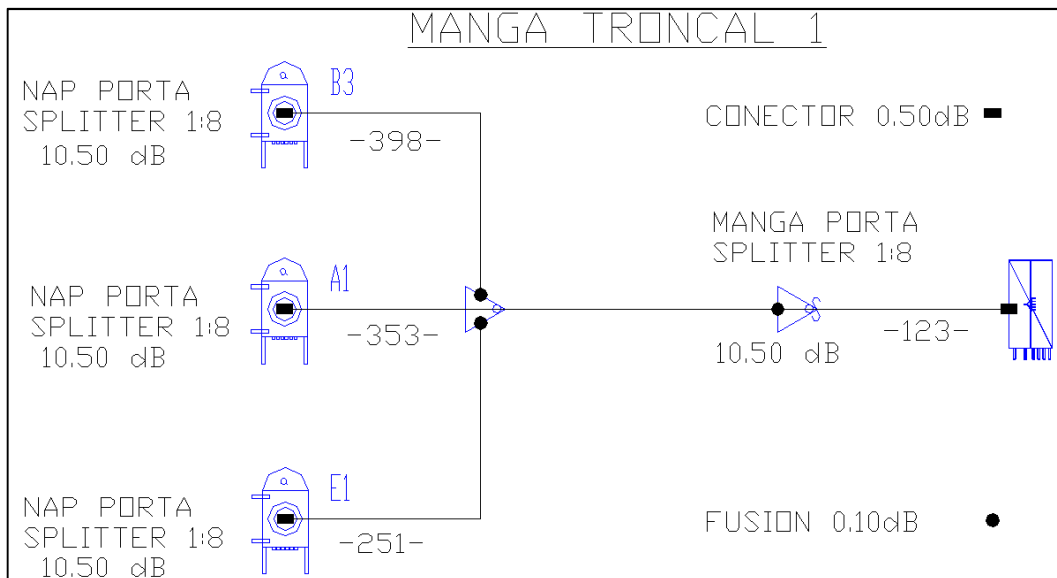 MANGA TRONCAL 1
NAP PORTA
SPLITTER 1:8
10.50 dB
a
B3
-398-
CONECTOR 0.50dB
MANGA PORTA
SPLITTER 1:8
NAP PORTA
SPLITTER 1:8
10.50 dB
a
A1
-353-
S
10.50 dB
-123-
NAP PORTA
SPLITTER 1:8
10.50 dB
a
E1
-251-
FUSION 0.10dB